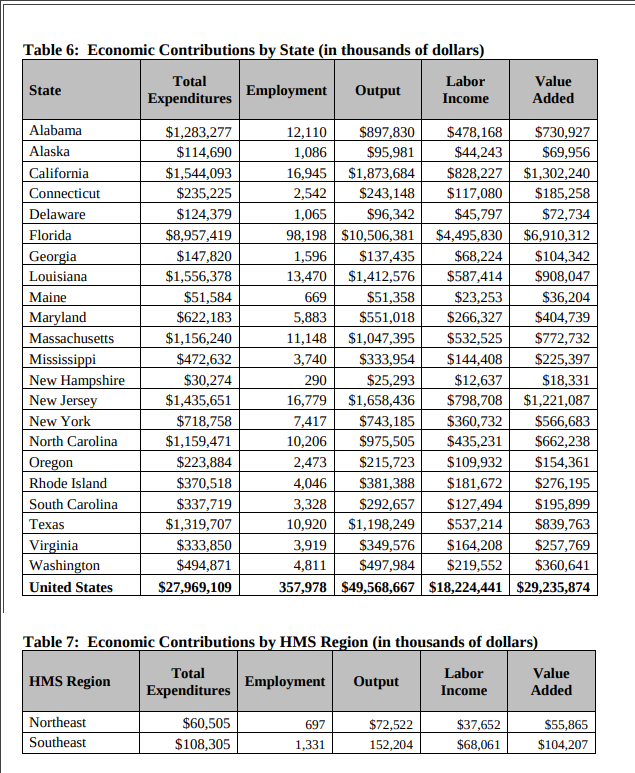 Table 6: Economic Contributions by State (in thousands of dollars)
State Total Expenditures Employment Output Labor Income Value Added
Alabama $1,283,277 12,110 $897,830 $478,168 $730,927
Alaska $114,690 1,086 $95,981 $44,243 $69,956
California $1,544,093 16,945 $1,873,684 $828,227 $1,302,240
Connecticut $235,225 2,542 $243,148 $117,080 $185,258
Delaware $124,379 1,065 $96,342 $45,797 $72,734
Florida $8,957,419 98,198 $10,506,381 $4,495,830 $6,910,312
Georgia $147,820 1,596 $137,435 $68,224 $104,342
Louisiana $1,556,378 13,470 $1,412,576 $587,414 $908,047
Maine $51,584 669 $51,358 $23,253 $36,204
Maryland $622,183 5,883 $551,018 $266,327 $404,739
Massachusetts $1,156,240 11,148 $1,047,395 $532,525 $772,732
Mississippi $472,632 3,740 $333,954 $144,408 $225,397
New Hampshire $30,274 290 $25,293 $12,637 $18,331
New Jersey $1,435,651 16,779 $1,658,436 $798,708 $1,221,087
New York $718,758 7,417 $743,185 $360,732 $566,683
North Carolina $1,159,471 10,206 $975,505 $435,231 $662,238
Oregon $223,884 2,473 $215,723 $109,932 $154,361
Rhode Island $370,518 4,046 $381,388 $181,672 $276,195
South Carolina $337,719 3,328 $292,657 $127,494 $195,899
Texas $1,319,707 10,920 $1,198,249 $537,214 $839,763
Virginia $333,850 3,919 $349,576 $164,208 $257,769
Washington $494,871 4,811 $497,984 $219,552 $360,641
United States $27,969,109 357,978 $49,568,667 $18,224,441 $29,235,874
Table 7: Economic Contributions by HMS Region (in thousands of dollars)
HMS Region Total Expenditures Employment Output Labor Income Value Added
Northeast $60,505 697 $72,522 $37,652 $55,865
Southeast $108,305 1,331 152,204 $68,061 $104,207